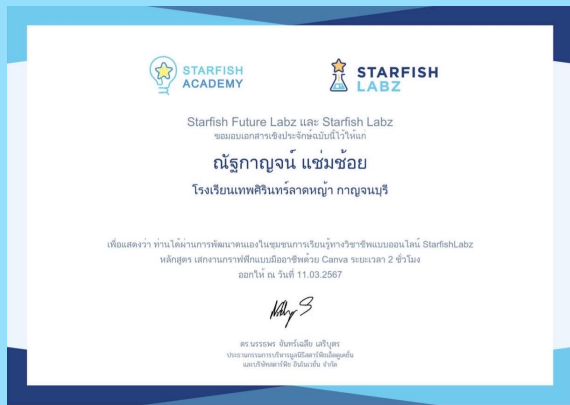 STARFISH
ACADEMY
STARFISH
LABZ
Starfish Future Labz และ Starfish Labz
ขอมอบเอกสารเชิงประจักษ์ฉบับนี้ไว้ให้แก่
ณัฐกาญจน์ แช่มช้อย
โรงเรียนเทพศิรินทร์ลาดหญ้า กาญจนบุรี
เพื่อแสดงว่า ท่านได้ผ่านการพัฒนาตนเองในชุมชนการเรียนรู้ทางวิชาชีพแบบออนไลน์ StarfishLabz
หลักสูตร เสกงานกราฟฟิกแบบมืออาชีพด้วย Canva ระยะเวลา 2 ชั่วโมง
ออกให้ ณ วันที่ 11.03.2567
ดร.นรรธพร จันทร์เฉลี่ย เสริบุตร
ประธานกรรมการบริหารมูลนิธิสตาร์ฟิชเอ็ดดูเคชั่น
และบริษัทสตาร์ฟิช อินโนเวชั่น จำกัด